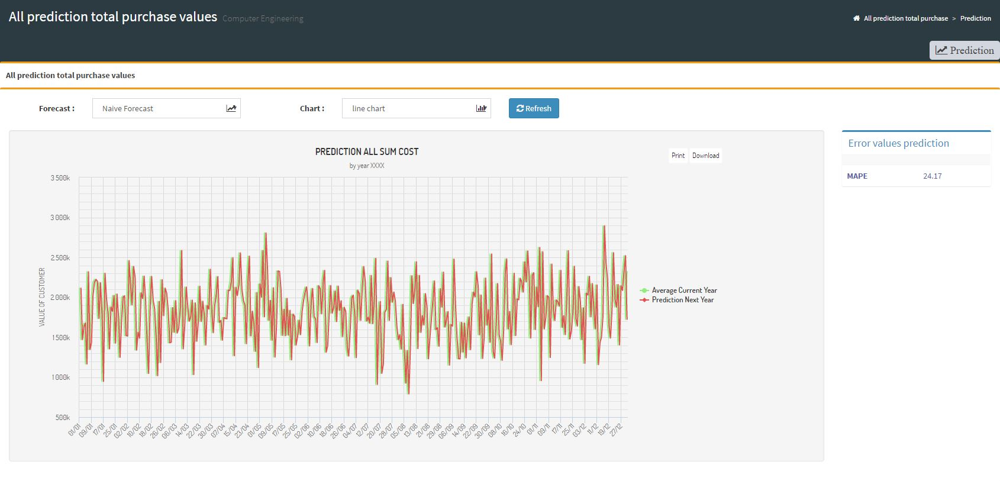 All prediction total purchase values Computer Engineering
All prediction total purchase > Prediction
Prediction
All prediction total purchase values
Forecast : Naive Forecast Chart : line chart Refresh
PREDICTION ALL SUM COST
by year XXXX
Print Download
Error values prediction
MAPE 24.17
VALUE OF CUSTOMER
3 500k
3 000k
2 500k
2 000k
1 500k
1 000k
500k
Average Current Year
Prediction Next Year
01/01 09/01 17/01 25/01 02/02 10/02 18/02 26/02 06/03 14/03 22/03 30/03 07/04 15/04 23/04 01/05 09/05 17/05 25/05 02/06 10/06 18/06 26/06 04/07 12/07 20/07 28/07 05/08 13/08 21/08 29/08 06/09 14/09 22/09 30/09 08/10 16/10 24/10 01/11 09/11 17/11 25/11 03/12 11/12 19/12 27/12